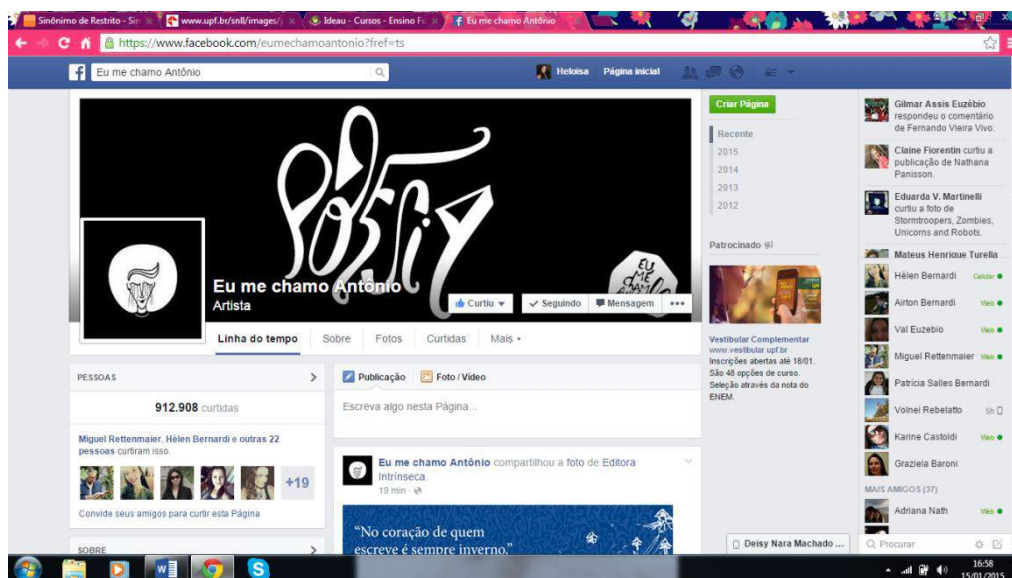 Sinônimo de Restrito - Sin
www.upf.br/snll/images/
Ideau - Cursos - Ensino Fu
Eu me chamo Antônio
https://www.facebook.com/eumechamoantonio?fref=ts
Eu me chamo Antônio
Heloisa Página inicial
Eu me chamo Antônio
Artista
EU
ME
Curtiu
Seguindo
Mensagem
Linha do tempo Sobre Fotos Curtidas Mais
PESSOAS
912.908 curtidas
Miguel Rettenmaier, Hélen Bernardi e outras 22
pessoas curtiram isso.
+19
Convide seus amigos para curtir esta Página
SOBRE
Publicação Foto / Vídeo
Escreva algo nesta Página...
Eu me chamo Antônio compartilhou a foto de Editora
Intrínseca.
19 min
“No coração de quem
escreve é sempre inverno.”
Criar Página
Recente
2015
2014
2013
2012
Patrocinado
Vestibular Complementar
www.vestibular.upf.br
Inscrições abertas até 18/01.
São 48 opções de curso.
Seleção através da nota do
ENEM.
Gilmar Assis Euzébio
respondeu o comentário
de Fernando Vieira Vivo.
Claine Fiorentin curtiu a
publicação de Nathana
Panisson.
Eduarda V. Martinelli
curtiu a foto de
Stormtroopers, Zombies,
Unicorns and Robots.
Mateus Henrique Turella
Hélen Bernardi Celular
Airton Bernardi Web
Val Euzebio Web
Miguel Rettenmaier Web
Patrícia Salles Bernardi
Volnei Rebelatto 5h
Karine Castoldi Web
Graziela Baroni
MAIS AMIGOS (37)
Adriana Nath Web
Deisy Nara Machado ...
Procurar
16:58
15/01/2015